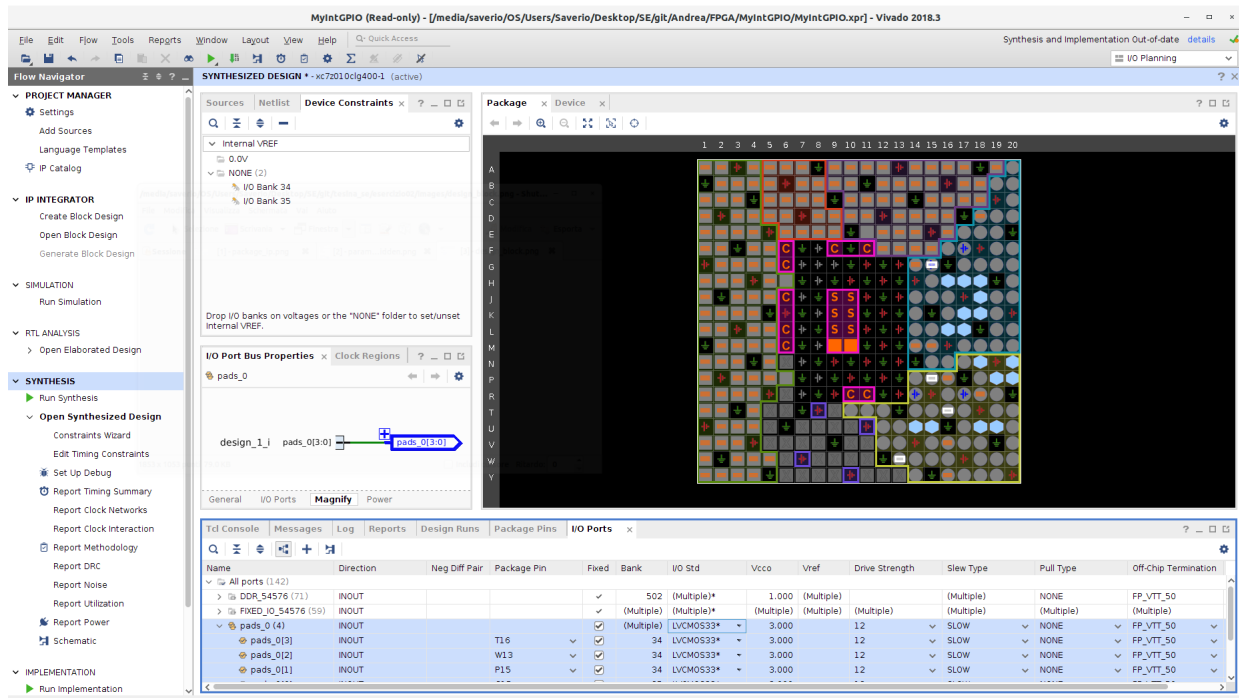 MyIntGPIO (Read-only) - [/media/saverio/OS/Users/Saverio/Desktop/SE/git/Andrea/FPGA/MyIntGPIO/MyIntGPIO.xpr] - Vivado 2018.3
File Edit Flow Tools Reports Window Layout View Help Q- Quick Access Synthesis and Implementation Out-of-date details
I/O Planning
Flow Navigator
PROJECT MANAGER
Settings
Add Sources
Language Templates
IP Catalog
IP INTEGRATOR
Create Block Design
Open Block Design
Generate Block Design
SIMULATION
Run Simulation
RTL ANALYSIS
Open Elaborated Design
SYNTHESIS
Run Synthesis
Open Synthesized Design
Constraints Wizard
Edit Timing Constraints
Set Up Debug
Report Timing Summary
Report Clock Networks
Report Clock Interaction
Report Methodology
Report DRC
Report Noise
Report Utilization
Report Power
Schematic
IMPLEMENTATION
Run Implementation
SYNTHESIZED DESIGN * - xc7z010clg400-1 (active)
Sources Netlist Device Constraints
Internal VREF
0.0V
NONE (2)
I/O Bank 34
I/O Bank 35
Drop I/O banks on voltages or the "NONE" folder to set/unset
Internal VREF.
I/O Port Bus Properties Clock Regions
pads_0
design_1_i pads_0[3:0] pads_0[3:0]
General I/O Ports Magnify Power
Package Device
1 2 3 4 5 6 7 8 9 10 11 12 13 14 15 16 17 18 19 20
A
B
C
D
E
F C C C
G C
H
J C S S
K S S
L C S S
M C
N
P
R C C
T
U
V
W
Y
Tcl Console Messages Log Reports Design Runs Package Pins I/O Ports
Name Direction Neg Diff Pair Package Pin Fixed Bank I/O Std Vcco Vref Drive Strength Slew Type Pull Type Off-Chip Termination
All ports (142)
DDR_54576 (71) INOUT 502 (Multiple)* 1.000 (Multiple) (Multiple) NONE FP_VTT_50
FIXED_IO_54576 (59) INOUT (Multiple) (Multiple)* (Multiple) (Multiple) (Multiple) (Multiple) (Multiple) (Multiple)
pads_0 (4) INOUT (Multiple) LVCMOS33* 3.000 12 SLOW NONE FP_VTT_50
pads_0[3] INOUT T16 34 LVCMOS33* 3.000 12 SLOW NONE FP_VTT_50
pads_0[2] INOUT W13 34 LVCMOS33* 3.000 12 SLOW NONE FP_VTT_50
pads_0[1] INOUT P15 34 LVCMOS33* 3.000 12 SLOW NONE FP_VTT_50